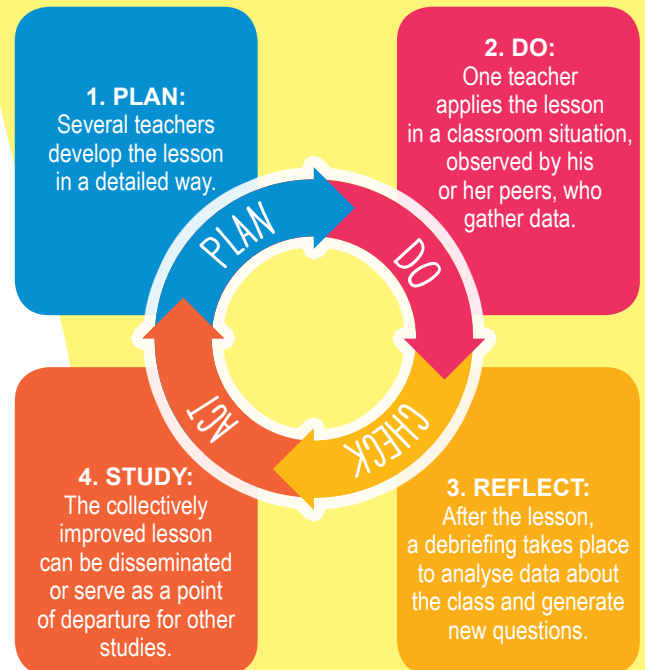 1. PLAN:
Several teachers
develop the lesson
in a detailed way.
2. DO:
One teacher
applies the lesson
in a classroom situation,
observed by his
or her peers, who
gather data.
PLAN
DO
CHECK
ACT
4. STUDY:
The collectively
improved lesson
can be disseminated
or serve as a point
of departure for other
studies.
3. REFLECT:
After the lesson,
a debriefing takes place
to analyse data about
the class and generate
new questions.